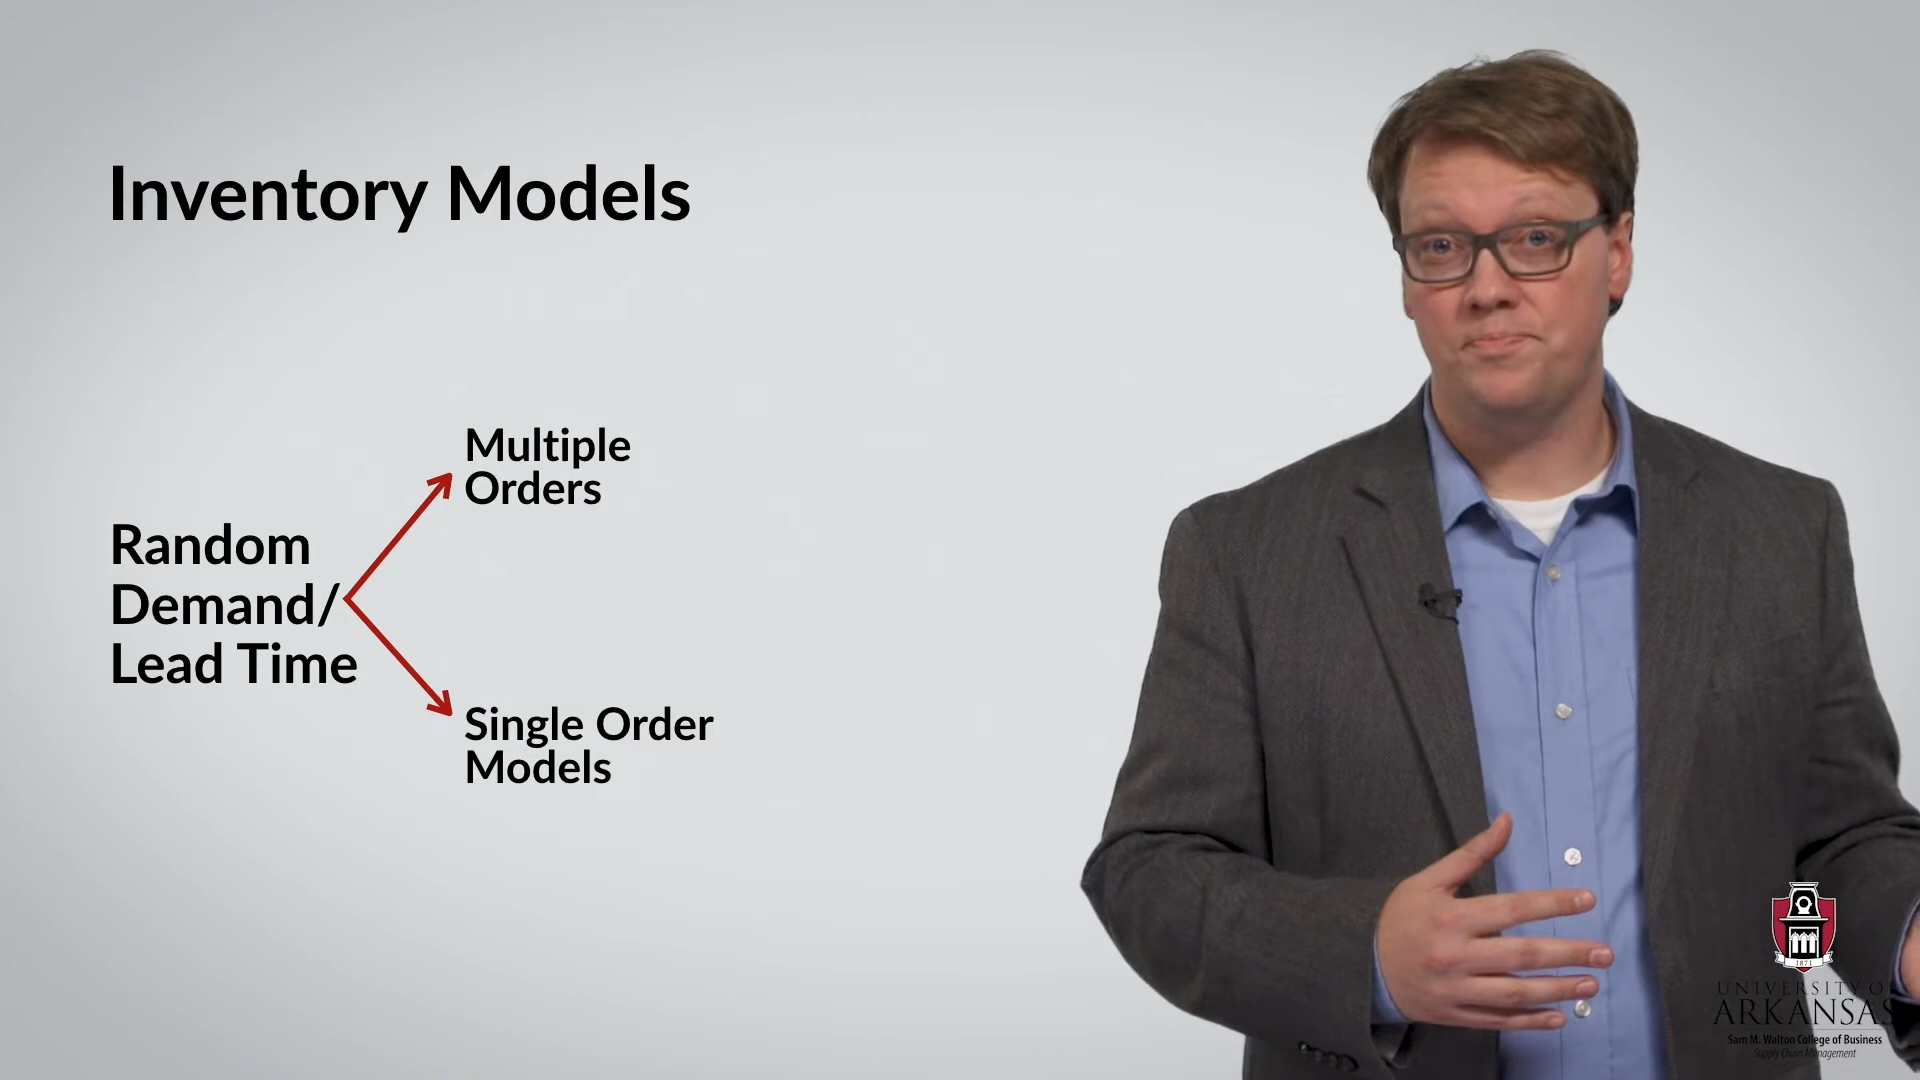 Inventory Models
Multiple
Orders
Random
Demand/
Lead Time
Single Order
Models
1871
UNIVERSITY OF
ARKANSAS
Sam M. Walton College of Business
Supply Chain Management